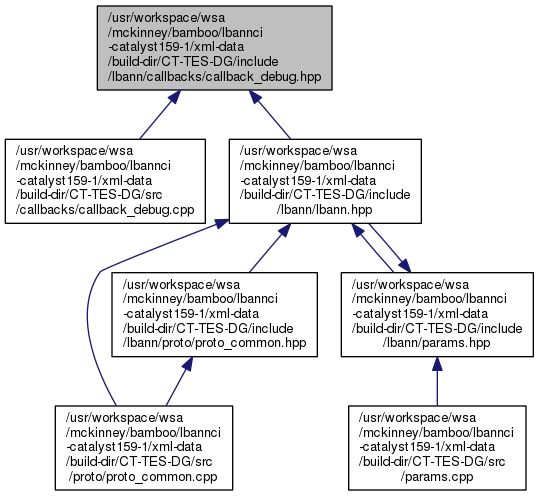 /usr/workspace/wsa
/mckinney/bamboo/lbannci
-catalyst159-1/xml-data
/build-dir/CT-TES-DG/include
/lbann/callbacks/callback_debug.hpp
/usr/workspace/wsa
/mckinney/bamboo/lbannci
-catalyst159-1/xml-data
/build-dir/CT-TES-DG/src
/callbacks/callback_debug.cpp
/usr/workspace/wsa
/mckinney/bamboo/lbannci
-catalyst159-1/xml-data
/build-dir/CT-TES-DG/include
/lbann/lbann.hpp
/usr/workspace/wsa
/mckinney/bamboo/lbannci
-catalyst159-1/xml-data
/build-dir/CT-TES-DG/include
/lbann/proto/proto_common.hpp
/usr/workspace/wsa
/mckinney/bamboo/lbannci
-catalyst159-1/xml-data
/build-dir/CT-TES-DG/include
/lbann/params.hpp
/usr/workspace/wsa
/mckinney/bamboo/lbannci
-catalyst159-1/xml-data
/build-dir/CT-TES-DG/src
/proto/proto_common.cpp
/usr/workspace/wsa
/mckinney/bamboo/lbannci
-catalyst159-1/xml-data
/build-dir/CT-TES-DG/src
/params.cpp